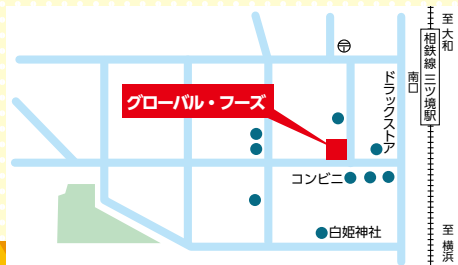 至 大和
相鉄線 三ツ境駅
南口
ドラックストア
グローバル・フーズ
コンビニ
白姫神社
至 横浜